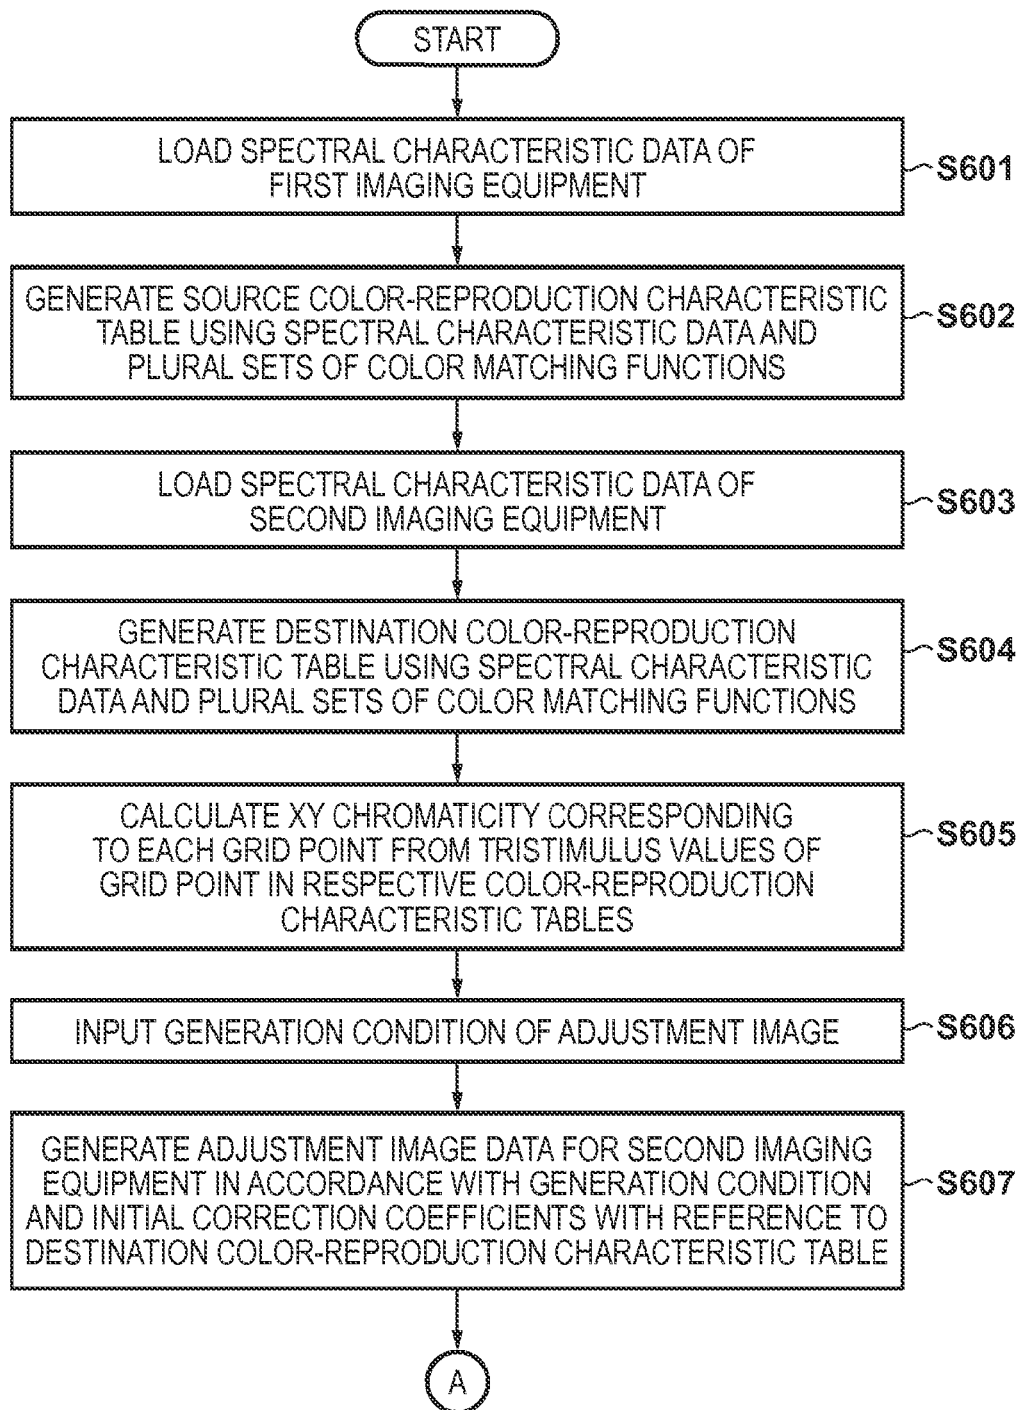 START
LOAD SPECTRAL CHARACTERISTIC DATA OF
FIRST IMAGING EQUIPMENT
S601
GENERATE SOURCE COLOR-REPRODUCTION CHARACTERISTIC
TABLE USING SPECTRAL CHARACTERISTIC DATA AND
PLURAL SETS OF COLOR MATCHING FUNCTIONS
S602
LOAD SPECTRAL CHARACTERISTIC DATA OF
SECOND IMAGING EQUIPMENT
S603
GENERATE DESTINATION COLOR-REPRODUCTION
CHARACTERISTIC TABLE USING SPECTRAL CHARACTERISTIC
DATA AND PLURAL SETS OF COLOR MATCHING FUNCTIONS
S604
CALCULATE XY CHROMATICITY CORRESPONDING
TO EACH GRID POINT FROM TRISTIMULUS VALUES OF
GRID POINT IN RESPECTIVE COLOR-REPRODUCTION
CHARACTERISTIC TABLES
S605
INPUT GENERATION CONDITION OF ADJUSTMENT IMAGE
S606
GENERATE ADJUSTMENT IMAGE DATA FOR SECOND IMAGING
EQUIPMENT IN ACCORDANCE WITH GENERATION CONDITION
AND INITIAL CORRECTION COEFFICIENTS WITH REFERENCE TO
DESTINATION COLOR-REPRODUCTION CHARACTERISTIC TABLE
S607
A